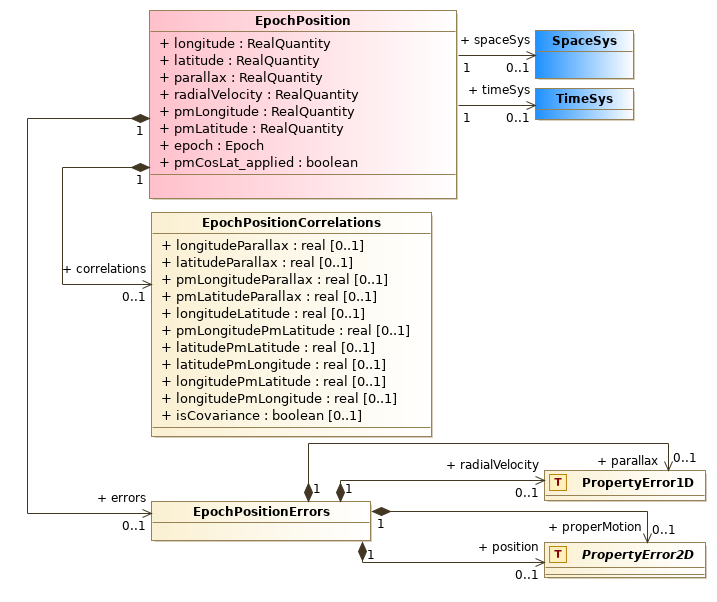 EpochPosition
+ longitude : RealQuantity
+ latitude : RealQuantity
+ parallax : RealQuantity
+ radialVelocity : RealQuantity
+ pmLongitude : RealQuantity
+ pmLatitude : RealQuantity
+ epoch : Epoch
+ pmCosLat_applied : boolean
+ spaceSys
1
0..1
SpaceSys
+ timeSys
1
0..1
TimeSys
1
1
+ correlations
0..1
EpochPositionCorrelations
+ longitudeParallax : real [0..1]
+ latitudeParallax : real [0..1]
+ pmLongitudeParallax : real [0..1]
+ pmLatitudeParallax : real [0..1]
+ longitudeLatitude : real [0..1]
+ pmLongitudePmLatitude : real [0..1]
+ latitudePmLatitude : real [0..1]
+ latitudePmLongitude : real [0..1]
+ longitudePmLatitude : real [0..1]
+ longitudePmLongitude : real [0..1]
+ isCovariance : boolean [0..1]
+ errors
0..1
EpochPositionErrors
1
+ parallax
0..1
1
+ radialVelocity
0..1
T
PropertyError1D
1
+ properMotion
0..1
1
+ position
0..1
T
PropertyError2D